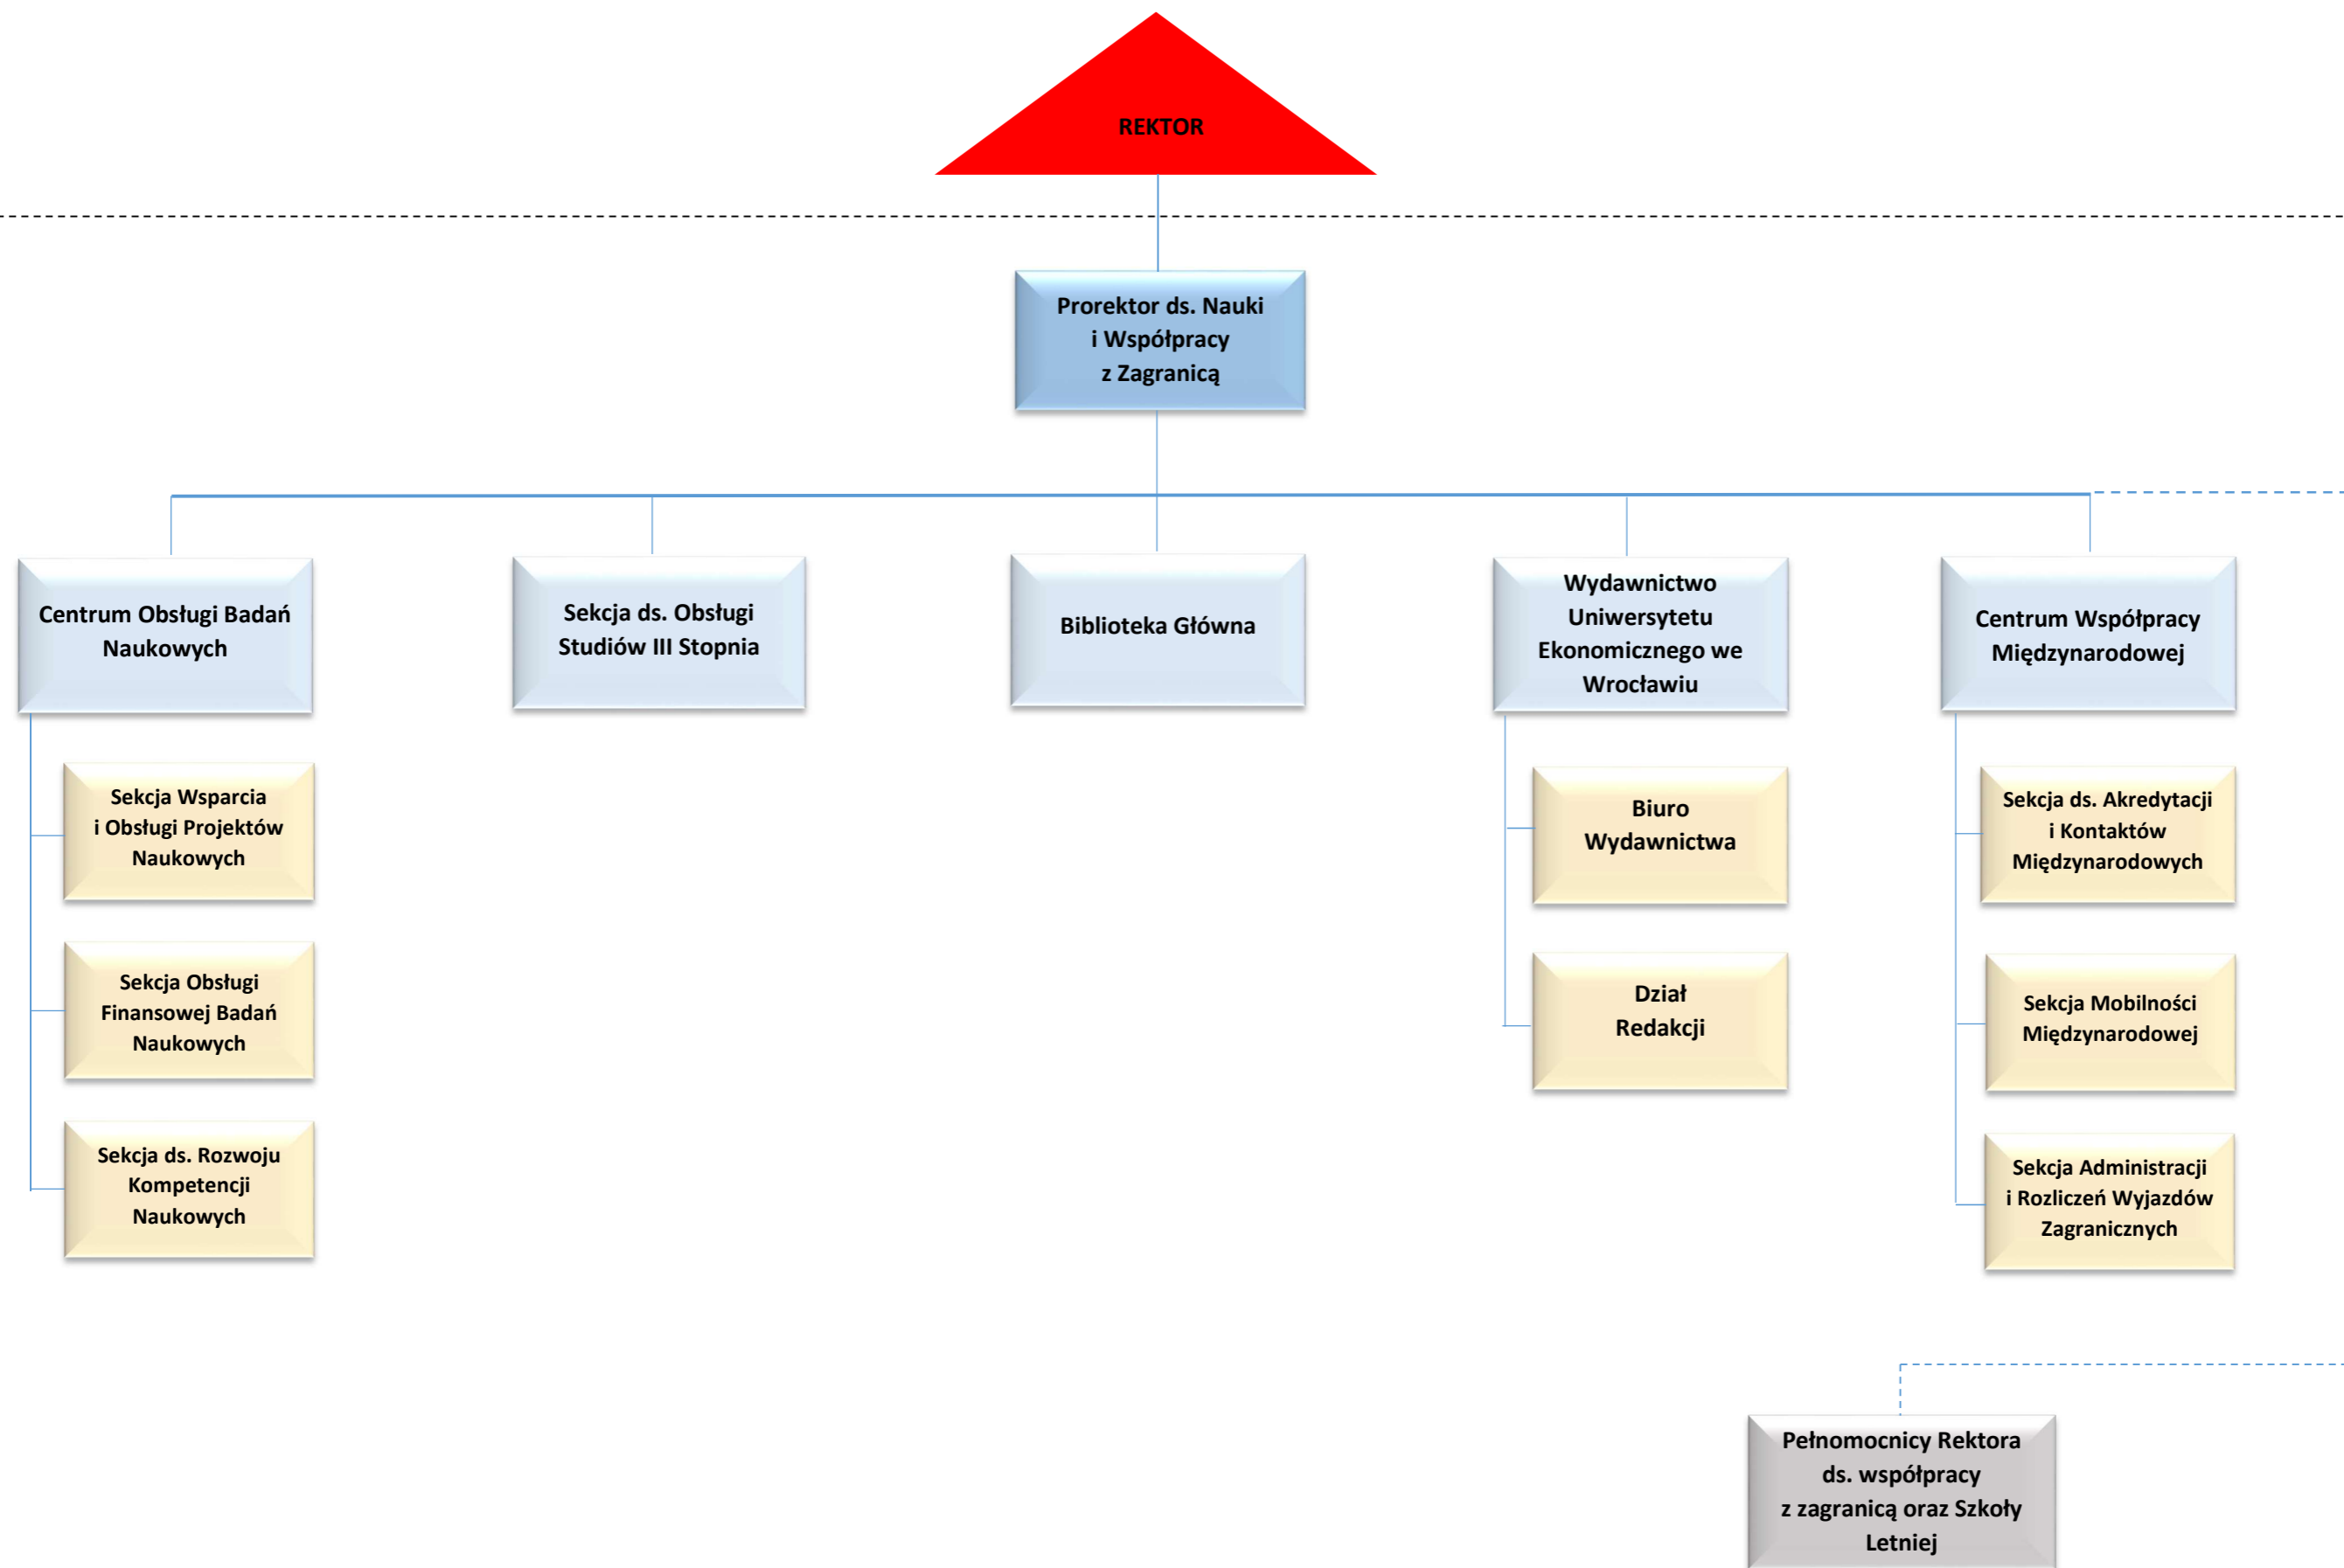 REKTOR
Prorektor ds. Nauki
i Współpracy
z Zagranicą
Centrum Obsługi Badań
Naukowych
Sekcja ds. Obsługi
Studiów III Stopnia
Biblioteka Główna
Wydawnictwo
Uniwersytetu
Ekonomicznego we
Wrocławiu
Centrum Współpracy
Międzynarodowej
Sekcja Wsparcia
i Obsługi Projektów
Naukowych
Sekcja Obsługi
Finansowej Badań
Naukowych
Sekcja ds. Rozwoju
Kompetencji
Naukowych
Biuro
Wydawnictwa
Dział
Redakcji
Sekcja ds. Akredytacji
i Kontaktów
Międzynarodowych
Sekcja Mobilności
Międzynarodowej
Sekcja Administracji
i Rozliczeń Wyjazdów
Zagranicznych
Pełnomocnicy Rektora
ds. współpracy
z zagranicą oraz Szkoły
Letniej